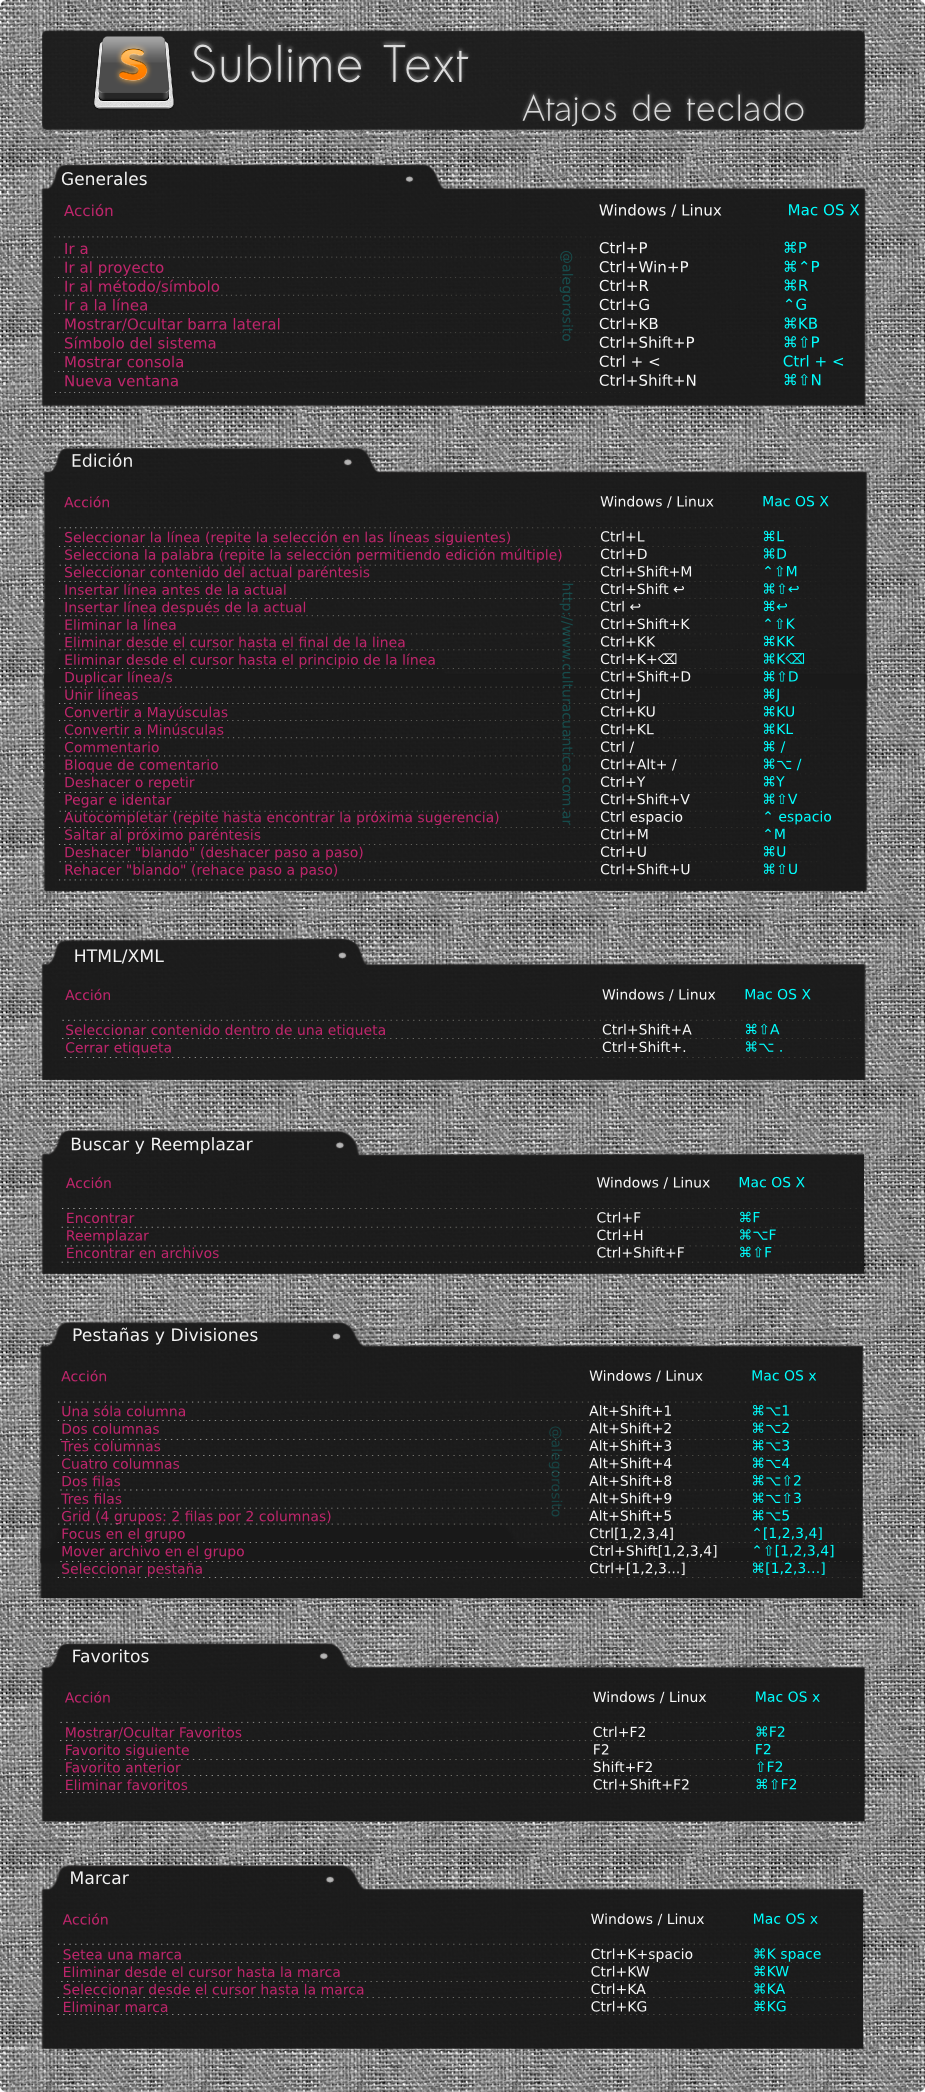 S
Sublime Text
Atajos de teclado
Generales
Acción Windows / Linux Mac OS X
Ir a Ctrl+P ⌘P
Ir al proyecto Ctrl+Win+P ⌘⌃P
Ir al método/símbolo Ctrl+R ⌘R
Ir a la línea Ctrl+G ⌃G
Mostrar/Ocultar barra lateral Ctrl+KB ⌘KB
Símbolo del sistema Ctrl+Shift+P ⌘⇧P
Mostrar consola Ctrl + < Ctrl + <
Nueva ventana Ctrl+Shift+N ⌘⇧N
@alegorosito
Edición
Acción Windows / Linux Mac OS X
Seleccionar la línea (repite la selección en las líneas siguientes) Ctrl+L ⌘L
Selecciona la palabra (repite la selección permitiendo edición múltiple) Ctrl+D ⌘D
Seleccionar contenido del actual paréntesis Ctrl+Shift+M ⌃⇧M
Insertar línea antes de la actual Ctrl+Shift ↩ ⌘⇧↩
Insertar línea después de la actual Ctrl ↩ ⌘↩
Eliminar la línea Ctrl+Shift+K ⌃⇧K
Eliminar desde el cursor hasta el final de la linea Ctrl+KK ⌘KK
Eliminar desde el cursor hasta el principio de la línea Ctrl+K+⌫ ⌘K⌫
Duplicar línea/s Ctrl+Shift+D ⌘⇧D
Unir líneas Ctrl+J ⌘J
Convertir a Mayúsculas Ctrl+KU ⌘KU
Convertir a Minúsculas Ctrl+KL ⌘KL
Commentario Ctrl / ⌘ /
Bloque de comentario Ctrl+Alt+ / ⌘⌥ /
Deshacer o repetir Ctrl+Y ⌘Y
Pegar e identar Ctrl+Shift+V ⌘⇧V
Autocompletar (repite hasta encontrar la próxima sugerencia) Ctrl espacio ⌃ espacio
Saltar al próximo paréntesis Ctrl+M ⌃M
Deshacer "blando" (deshacer paso a paso) Ctrl+U ⌘U
Rehacer "blando" (rehace paso a paso) Ctrl+Shift+U ⌘⇧U
http://www.culturacuantica.com.ar
HTML/XML
Acción Windows / Linux Mac OS X
Seleccionar contenido dentro de una etiqueta Ctrl+Shift+A ⌘⇧A
Cerrar etiqueta Ctrl+Shift+. ⌘⌥ .
Buscar y Reemplazar
Acción Windows / Linux Mac OS X
Encontrar Ctrl+F ⌘F
Reemplazar Ctrl+H ⌘⌥F
Encontrar en archivos Ctrl+Shift+F ⌘⇧F
Pestañas y Divisiones
Acción Windows / Linux Mac OS x
Una sóla columna Alt+Shift+1 ⌘⌥1
Dos columnas Alt+Shift+2 ⌘⌥2
Tres columnas Alt+Shift+3 ⌘⌥3
Cuatro columnas Alt+Shift+4 ⌘⌥4
Dos filas Alt+Shift+8 ⌘⌥⇧2
Tres filas Alt+Shift+9 ⌘⌥⇧3
Grid (4 grupos: 2 filas por 2 columnas) Alt+Shift+5 ⌘⌥5
Focus en el grupo Ctrl[1,2,3,4] ⌃[1,2,3,4]
Mover archivo en el grupo Ctrl+Shift[1,2,3,4] ⌃⇧[1,2,3,4]
Seleccionar pestaña Ctrl+[1,2,3...] ⌘[1,2,3...]
@alegorosito
Favoritos
Acción Windows / Linux Mac OS x
Mostrar/Ocultar Favoritos Ctrl+F2 ⌘F2
Favorito siguiente F2 F2
Favorito anterior Shift+F2 ⇧F2
Eliminar favoritos Ctrl+Shift+F2 ⌘⇧F2
Marcar
Acción Windows / Linux Mac OS x
Setea una marca Ctrl+K+spacio ⌘K space
Eliminar desde el cursor hasta la marca Ctrl+KW ⌘KW
Seleccionar desde el cursor hasta la marca Ctrl+KA ⌘KA
Eliminar marca Ctrl+KG ⌘KG